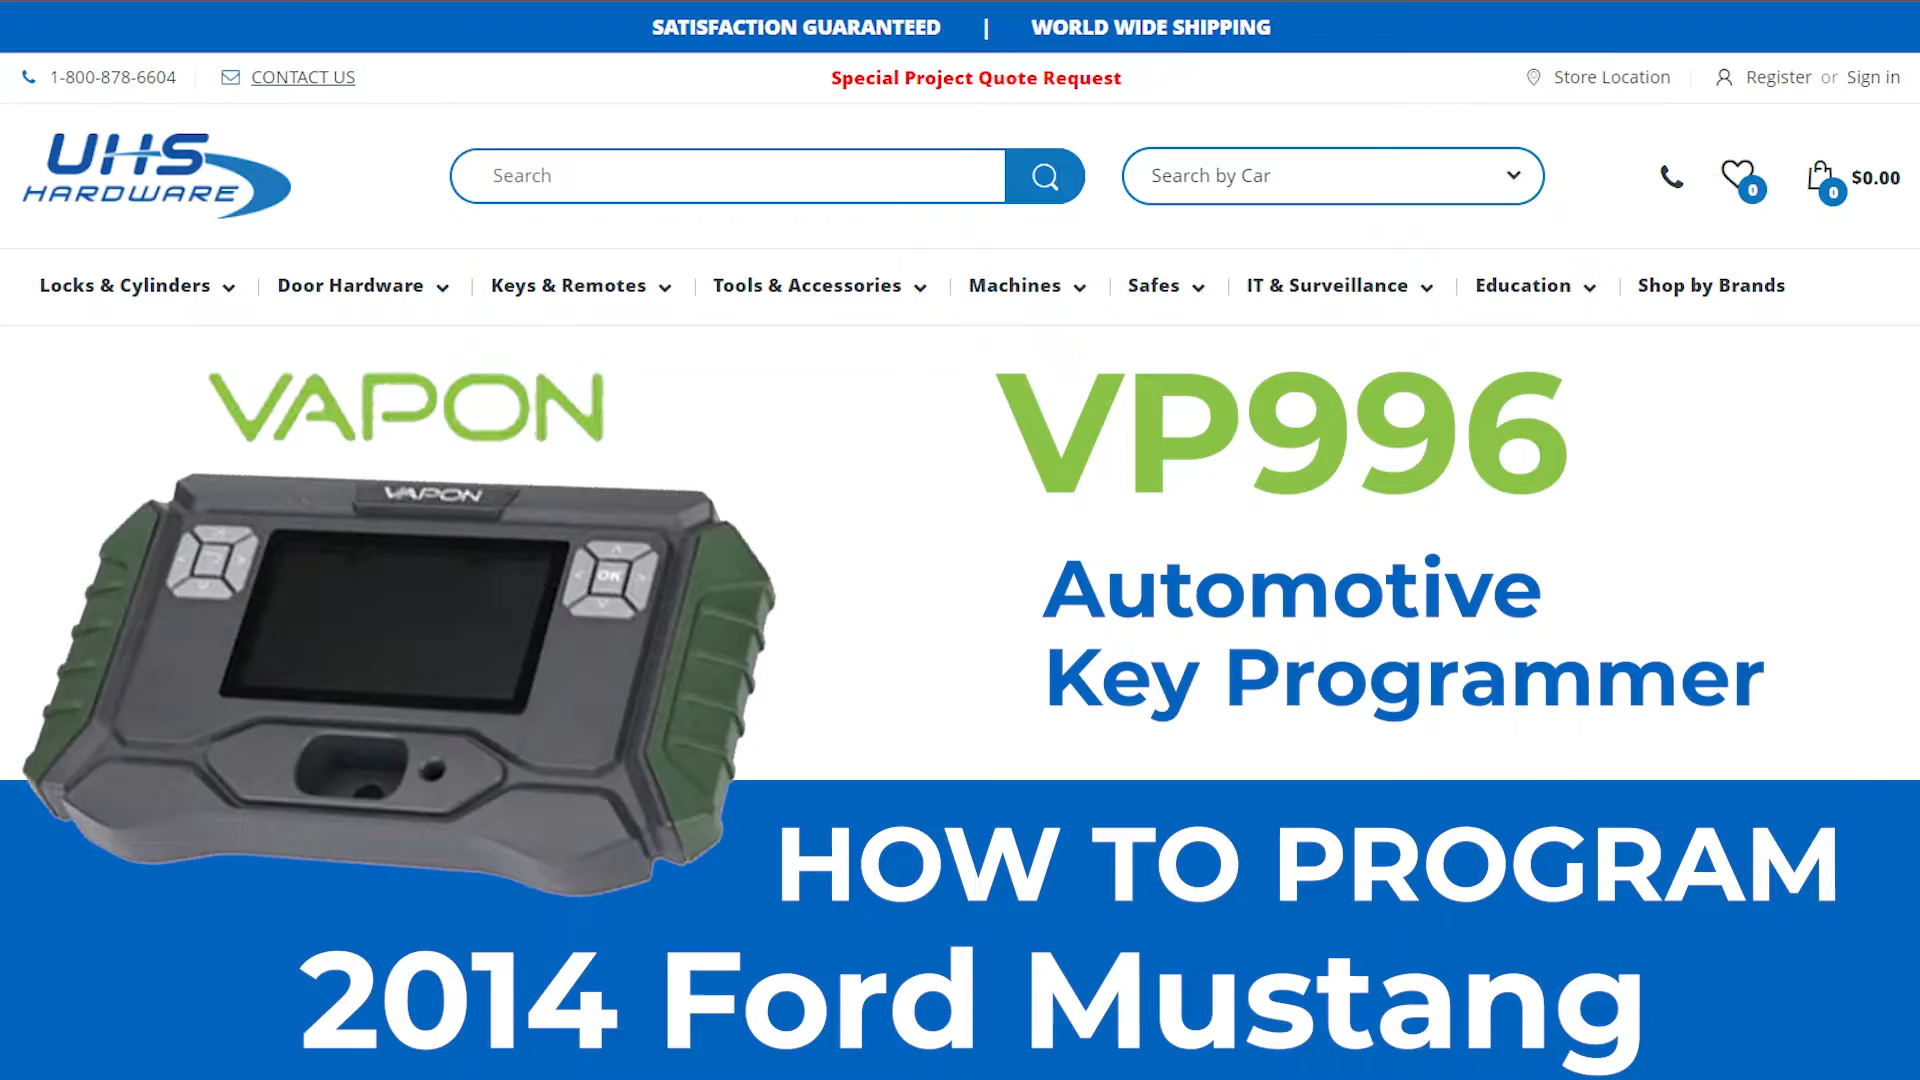 SATISFACTION GUARANTEED | WORLD WIDE SHIPPING
1-800-878-6604 CONTACT US Special Project Quote Request Store Location Register or Sign in
UHS
HARDWARE
Search Search by Car 0 0 $0.00
Locks & Cylinders Door Hardware Keys & Remotes Tools & Accessories Machines Safes IT & Surveillance Education Shop by Brands
VAPON
VP996
VAPON
OK
Automotive
Key Programmer
HOW TO PROGRAM
2014 Ford Mustang